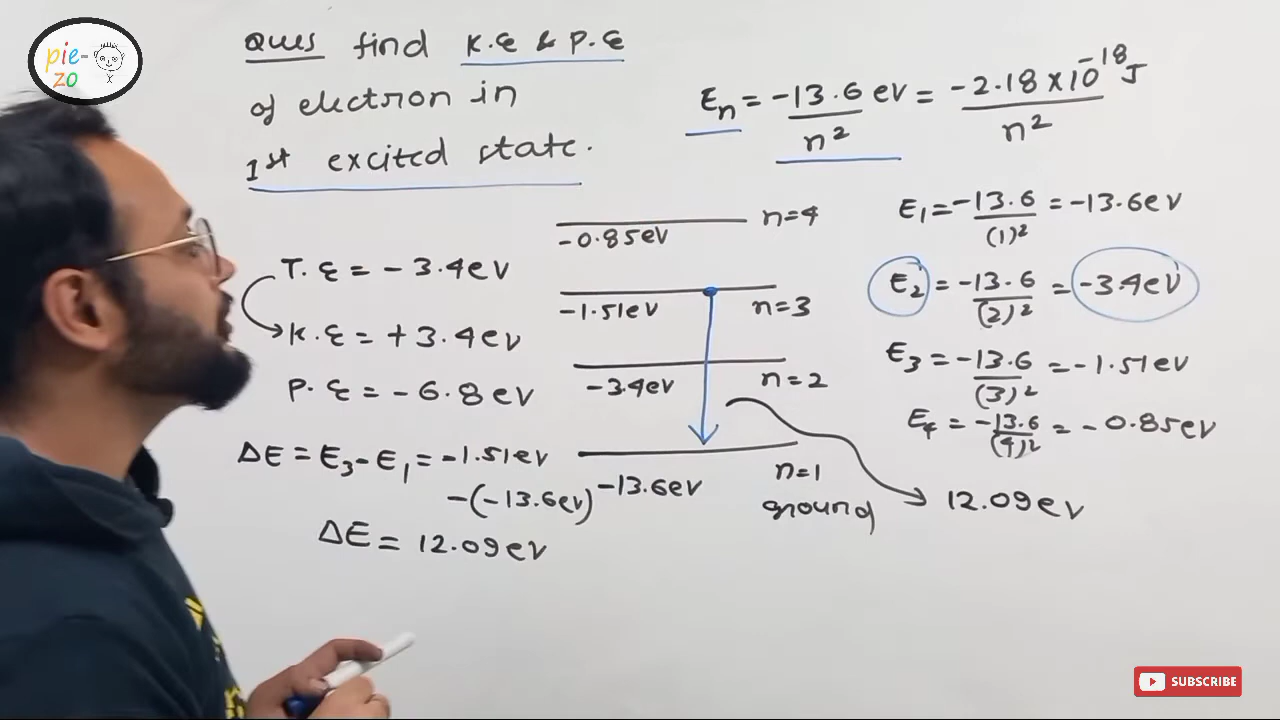 pie-
zo
Ques find K.E & P.E
of electron in
1st excited state.
En = -13.6 ev/n² = -2.18 × 10⁻¹⁸ J/n²
T.E = -3.4ev
K.E = +3.4ev
P.E = -6.8ev
ΔE = E₃ - E₁ = -1.51ev
-(-13.6ev)
ΔE = 12.09ev
-0.85ev n=4
-1.51ev n=3
-3.4ev n=2
-13.6ev n=1
ground
E₁ = -13.6/(1)² = -13.6ev
E₂ = -13.6/(2)² = -3.4ev
E₃ = -13.6/(3)² = -1.51ev
E₄ = -13.6/(4)² = -0.85ev
12.09ev
SUBSCRIBE